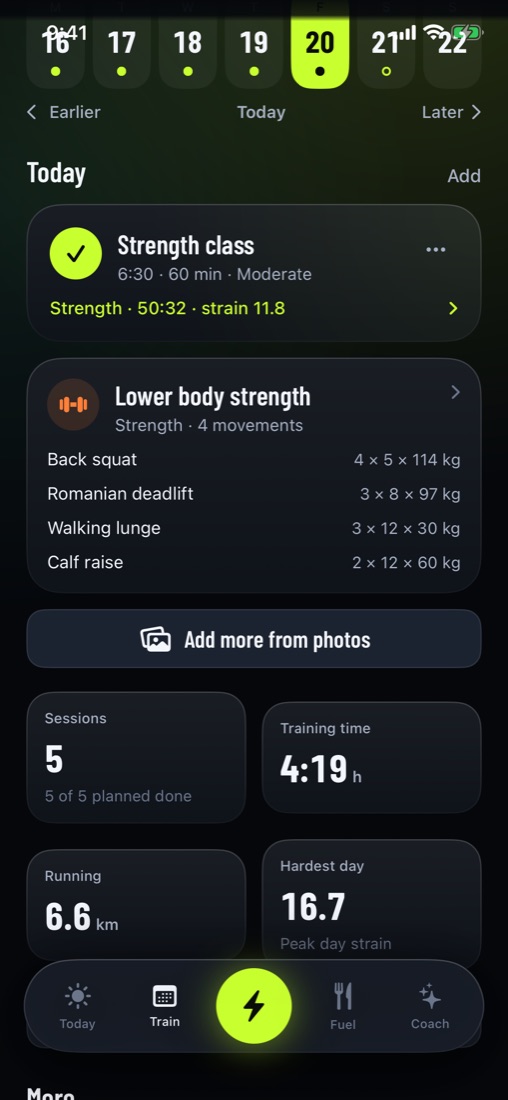 9:41
16 17 18 19 20 21 22
Earlier Today Later
Today Add
Strength class
6:30 · 60 min · Moderate
Strength · 50:32 · strain 11.8
Lower body strength
Strength · 4 movements
Back squat 4 × 5 × 114 kg
Romanian deadlift 3 × 8 × 97 kg
Walking lunge 3 × 12 × 30 kg
Calf raise 2 × 12 × 60 kg
Add more from photos
Sessions
5
5 of 5 planned done
Training time
4:19 h
Running
6.6 km
Hardest day
16.7
Peak day strain
Today Train Fuel Coach
More